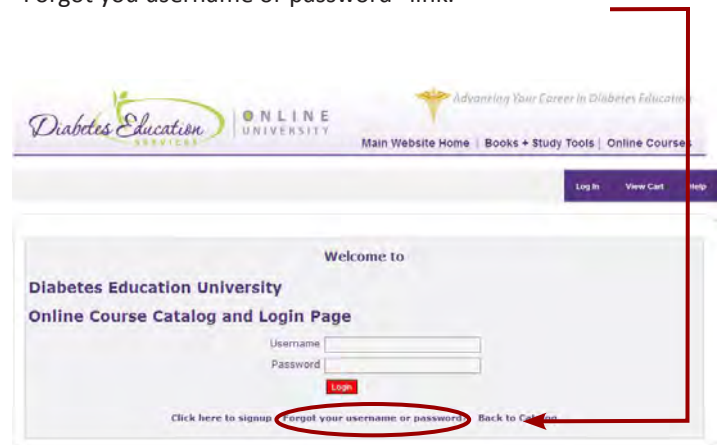 Forgot you username or password" link.
Diabetes Education
SERVICES
ONLINE
UNIVERSITY
Advancing Your Career in Diabetes Education
Main Website Home | Books + Study Tools | Online Courses
Log In View Cart Help
Welcome to
Diabetes Education University
Online Course Catalog and Login Page
Username
Password
Login
Click here to signup Forgot your username or password? Back to Catalog